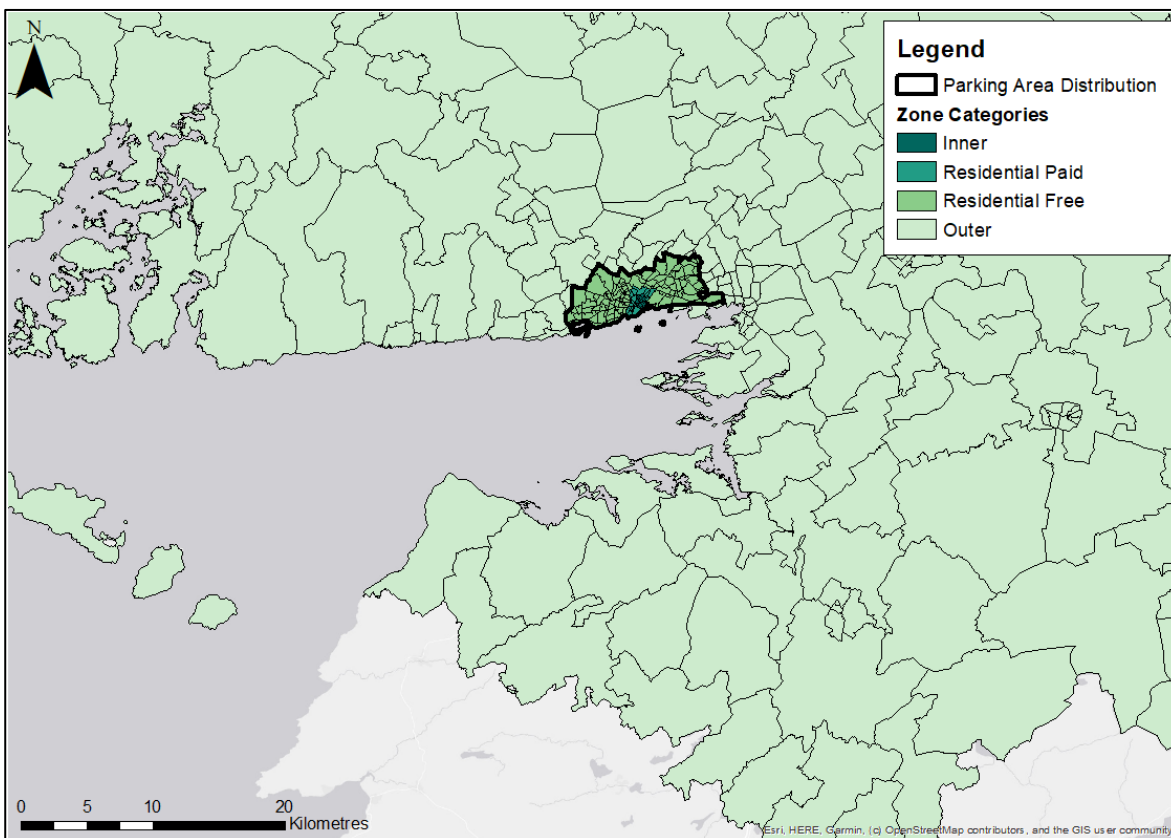 N
Legend
Parking Area Distribution
Zone Categories
Inner
Residential Paid
Residential Free
Outer
0 5 10 20
Kilometres
Esri, HERE, Garmin, (c) OpenStreetMap contributors, and the GIS user communit